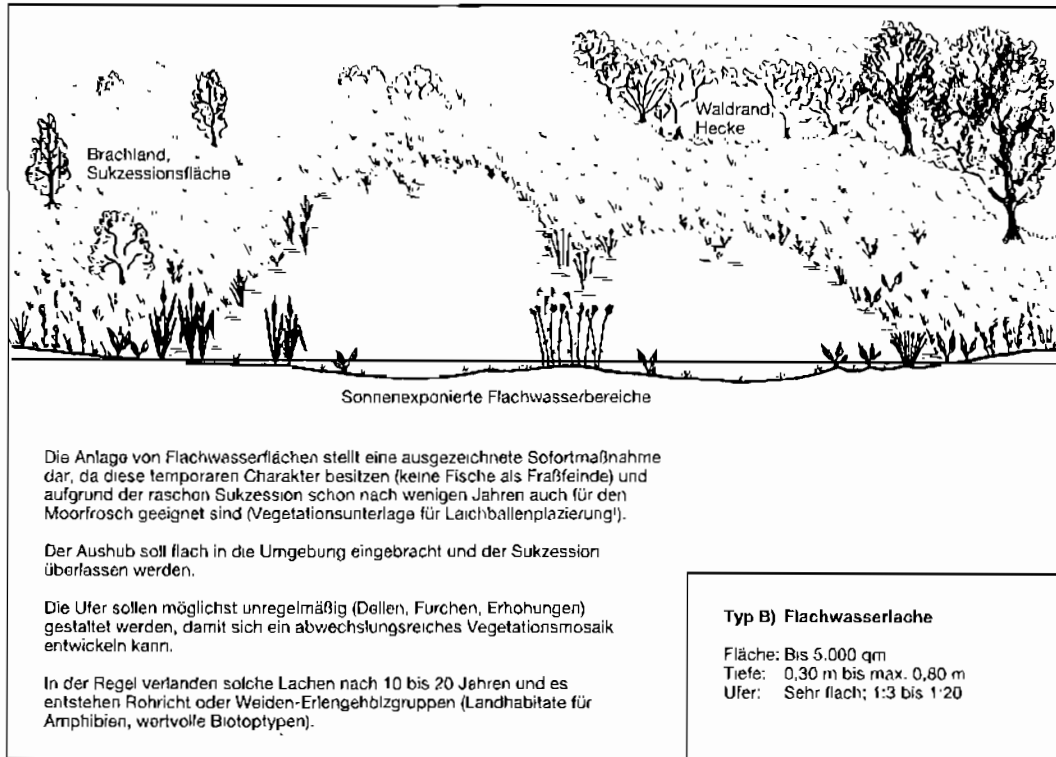 Waldrand
Hecke
Brachland,
Sukzessionsfläche
Sonnenexponierte Flachwasserbereiche
Die Anlage von Flachwasserflächen stellt eine ausgezeichnete Sofortmaßnahme
dar, da diese temporaren Charakter besitzen (keine Fische als Fraßfeinde) und
aufgrund der raschen Sukzession schon nach wenigen Jahren auch für den
Moorfrosch geeignet sind (Vegetationsunterlage für Laichballenplazierung!).
Der Aushub soll flach in die Umgebung eingebracht und der Sukzession
überlassen werden.
Die Ufer sollen möglichst unregelmäßig (Dellen, Furchen, Erhohungen)
gestaltet werden, damit sich ein abwechslungsreiches Vegetationsmosaik
entwickeln kann.
In der Regel verlanden solche Lachen nach 10 bis 20 Jahren und es
entstehen Rohricht oder Weiden-Erlengehölzgruppen (Landhabitate für
Amphibien, wertvolle Biotoptypen).
Typ B) Flachwasserlache
Fläche: Bis 5.000 qm
Tiefe: 0,30 m bis max. 0,80 m
Ufer: Sehr flach; 1:3 bis 1:20